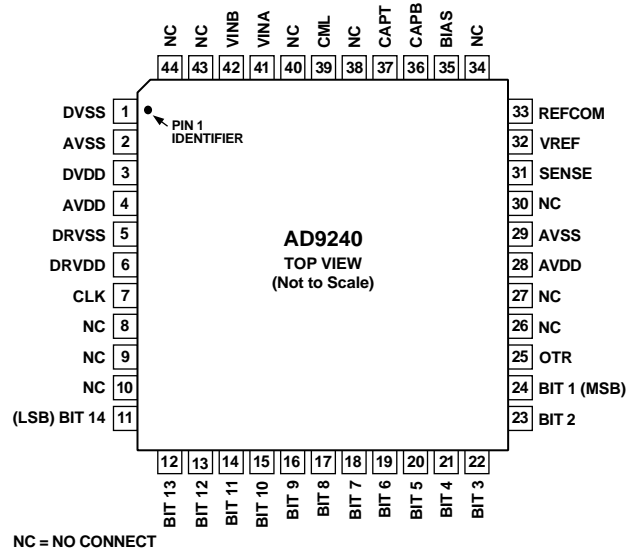 NC
NC
VINB
VINA
NC
CML
NC
CAPT
CAPB
BIAS
NC
44 43 42 41 40 39 38 37 36 35 34
DVSS 1
AVSS 2
DVDD 3
AVDD 4
DRVSS 5
DRVDD 6
CLK 7
NC 8
NC 9
NC 10
(LSB) BIT 14 11
PIN 1
IDENTIFIER
AD9240
TOP VIEW
(Not to Scale)
33 REFCOM
32 VREF
31 SENSE
30 NC
29 AVSS
28 AVDD
27 NC
26 NC
25 OTR
24 BIT 1 (MSB)
23 BIT 2
12 13 14 15 16 17 18 19 20 21 22
BIT 13
BIT 12
BIT 11
BIT 10
BIT 9
BIT 8
BIT 7
BIT 6
BIT 5
BIT 4
BIT 3
NC = NO CONNECT